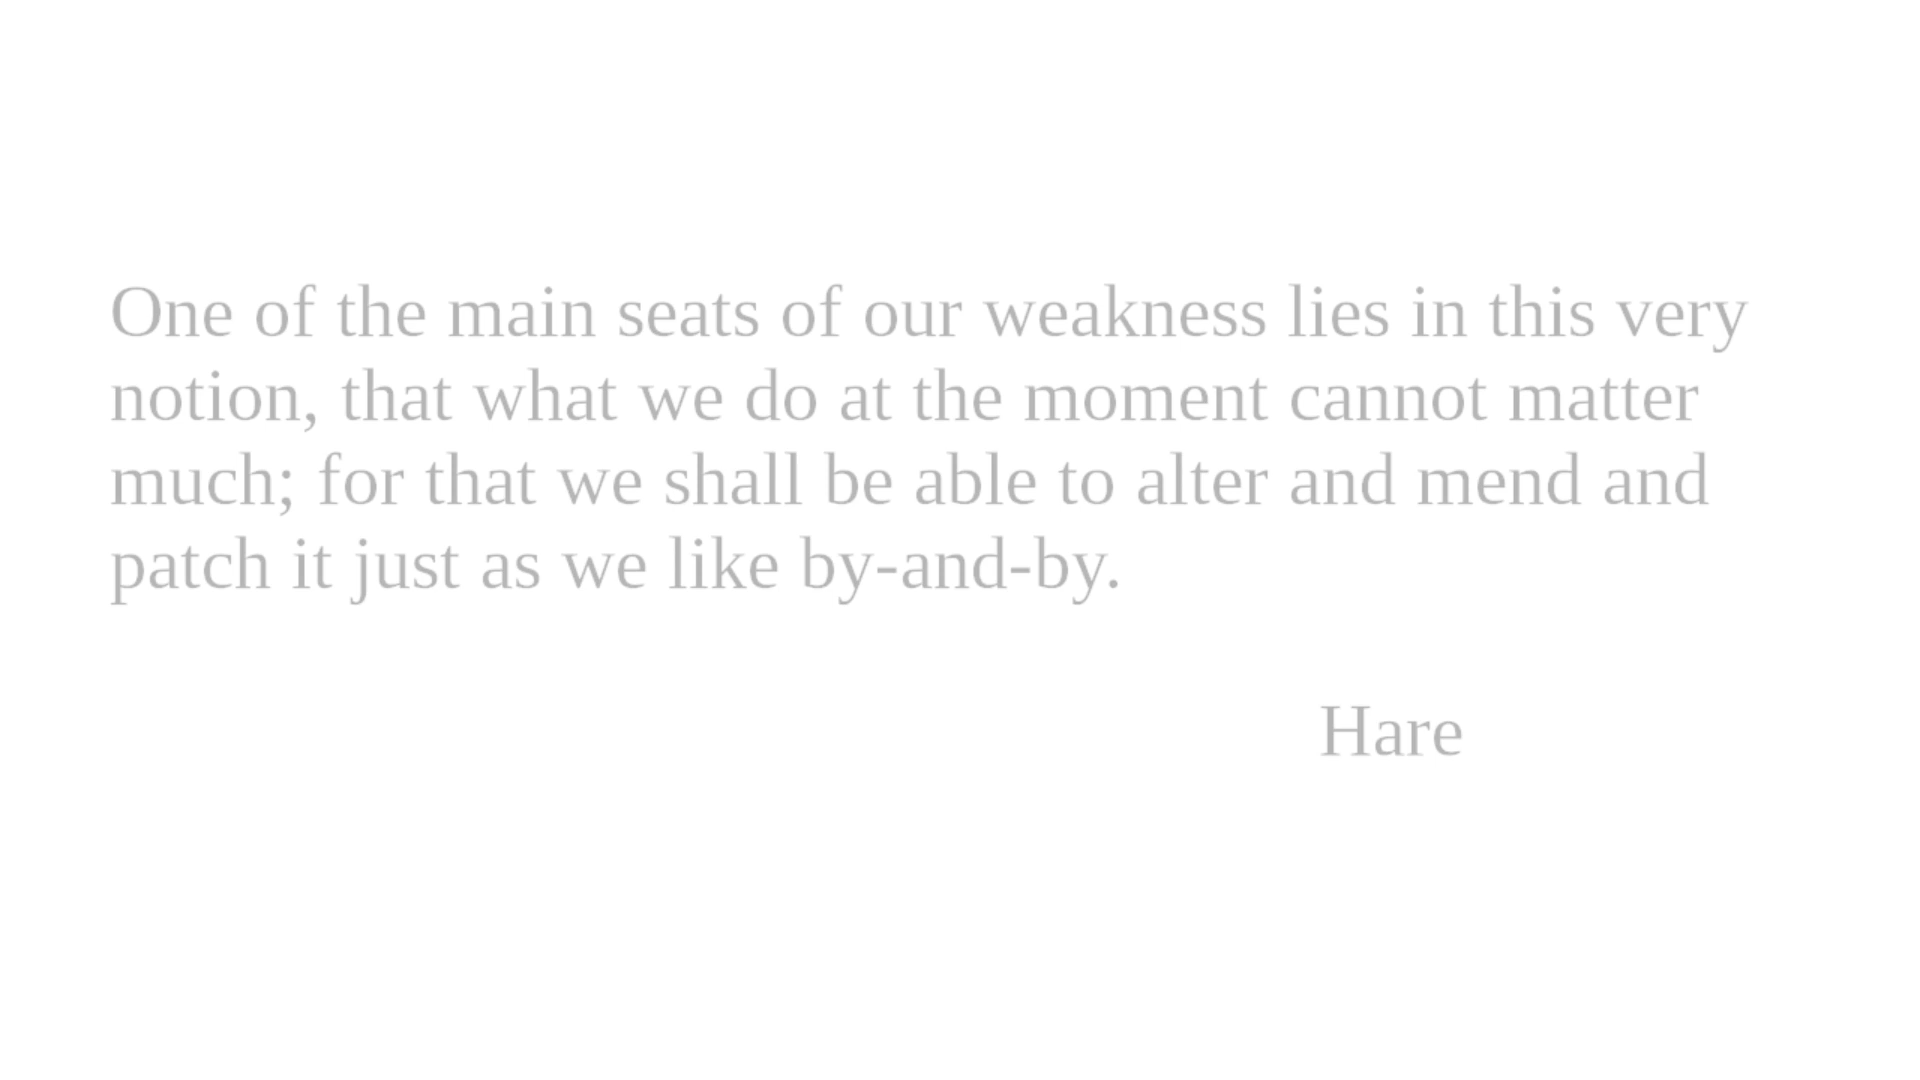 One of the main seats of our weakness lies in this very
notion, that what we do at the moment cannot matter
much; for that we shall be able to alter and mend and
patch it just as we like by-and-by.
Hare